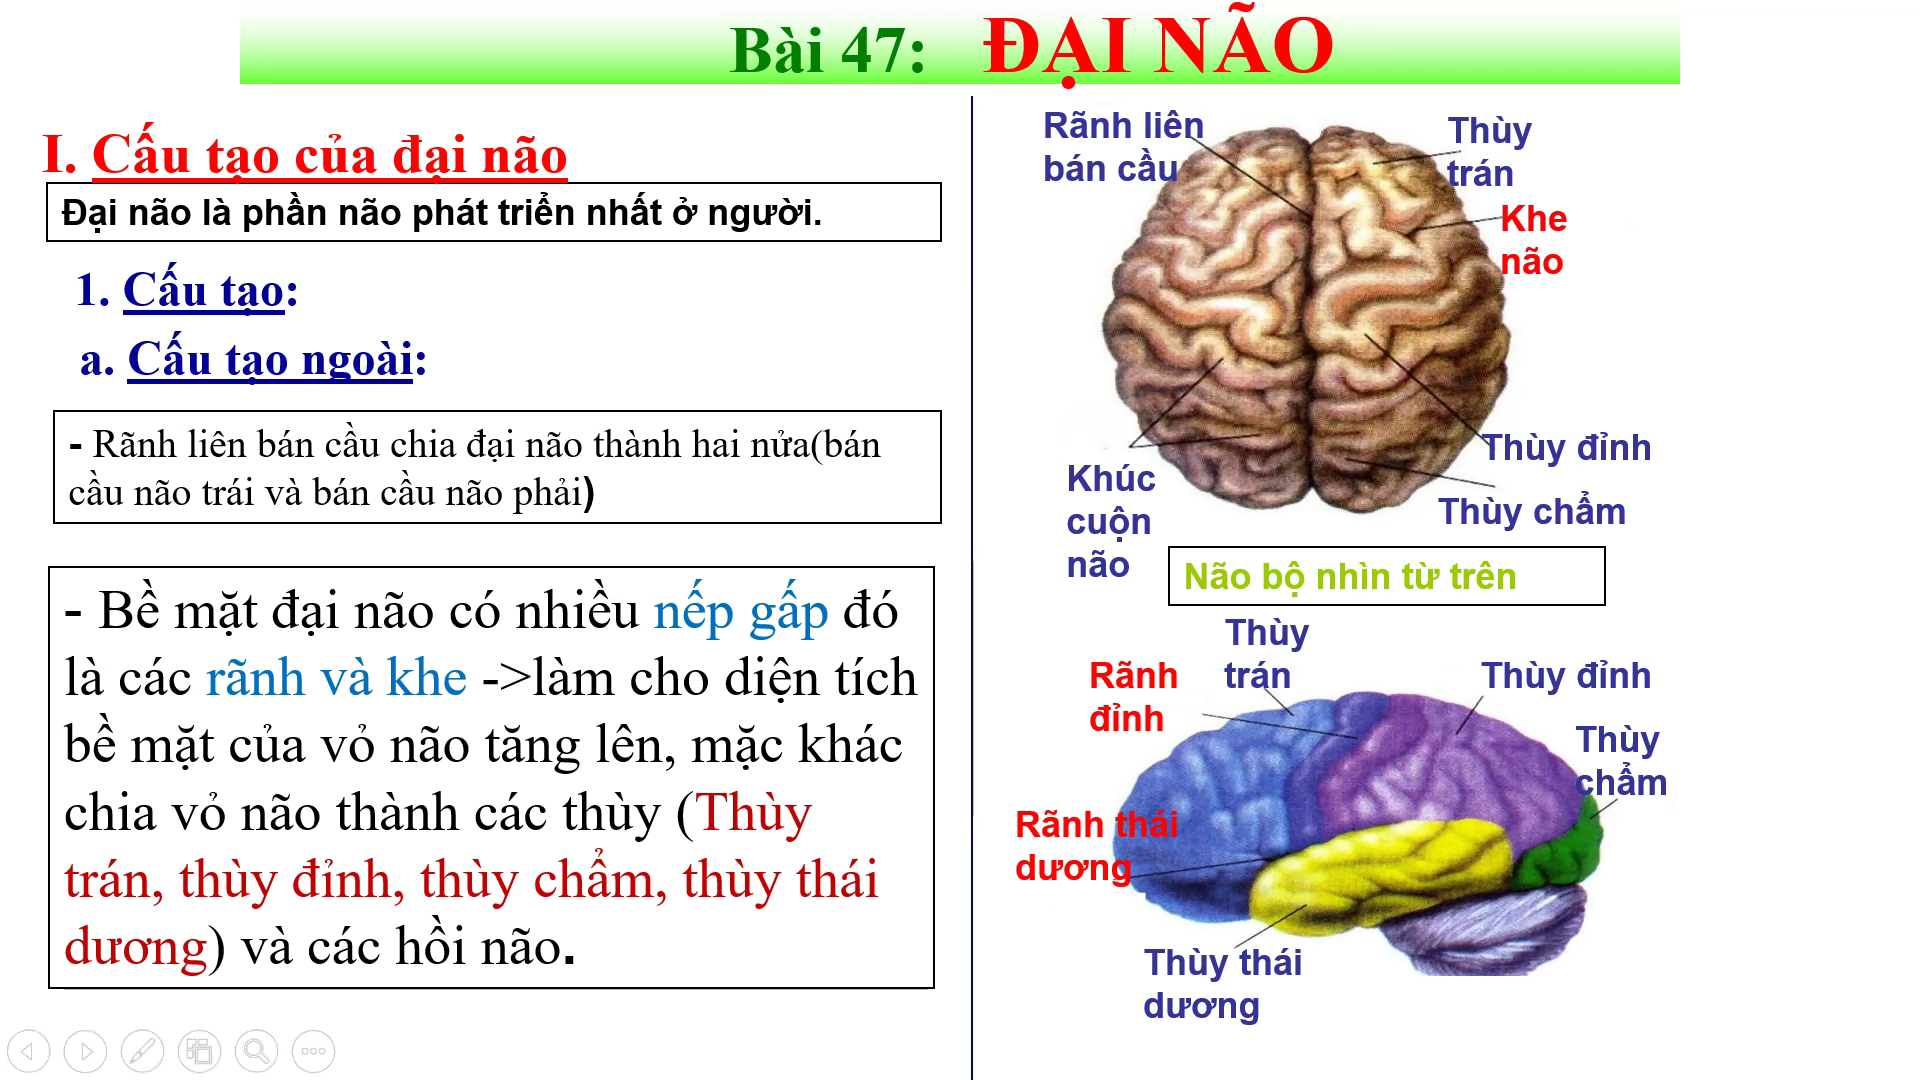 Bài 47: ĐẠI NÃO
I. Cấu tạo của đại não
Đại não là phần não phát triển nhất ở người.
1. Cấu tạo:
a. Cấu tạo ngoài:
- Rãnh liên bán cầu chia đại não thành hai nửa(bán
cầu não trái và bán cầu não phải)
- Bề mặt đại não có nhiều nếp gấp đó
là các rãnh và khe ->làm cho diện tích
bề mặt của vỏ não tăng lên, mặc khác
chia vỏ não thành các thùy (Thùy
trán, thùy đỉnh, thùy chẩm, thùy thái
dương) và các hồi não.
Rãnh liên
bán cầu
Thùy
trán
Khe
não
Thùy đỉnh
Thùy chẩm
Khúc
cuộn
não
Não bộ nhìn từ trên
Thùy
trán
Rãnh
đỉnh
Thùy đỉnh
Thùy
chẩm
Rãnh thái
dương
Thùy thái
dương